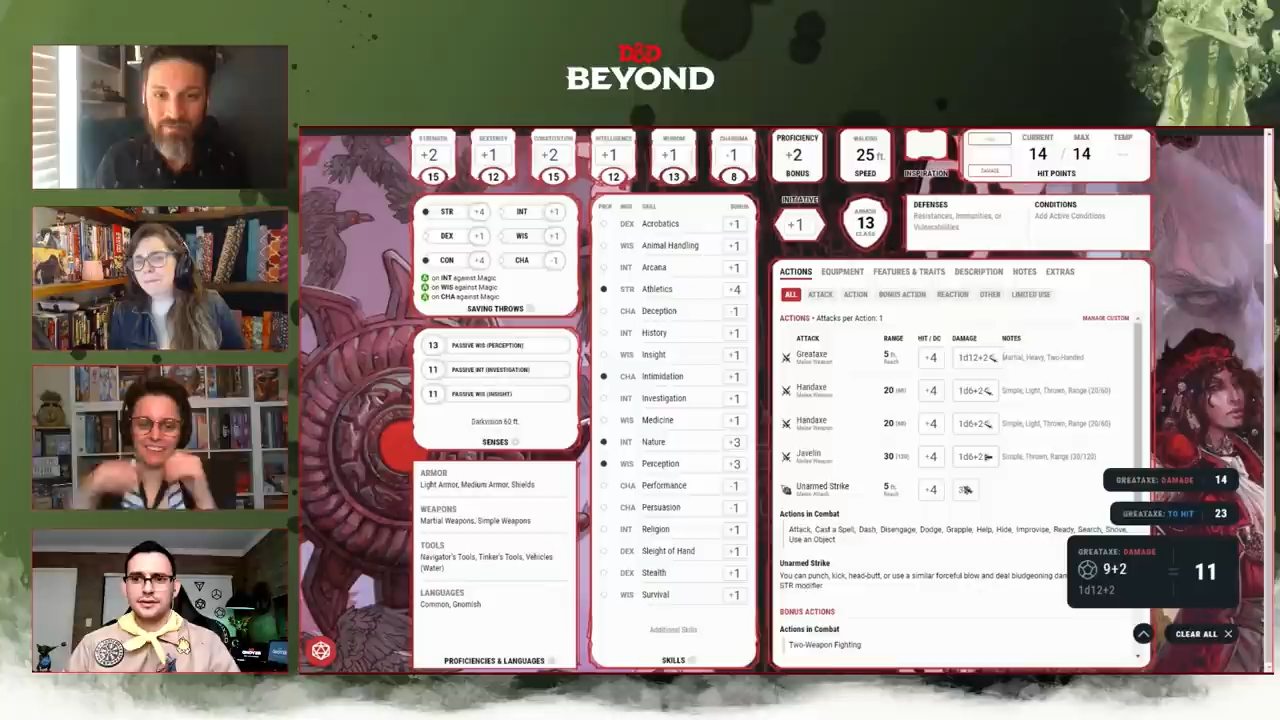 D&D
BEYOND
STRENGTH
+2
15
DEXTERITY
+1
12
CONSTITUTION
+2
15
INTELLIGENCE
+1
12
WISDOM
+1
13
CHARISMA
-1
8
PROFICIENCY
+2
BONUS
WALKING
25 ft.
SPEED
INSPIRATION
DAMAGE
CURRENT MAX TEMP
14 / 14 --
HIT POINTS
STR +4 INT +1
DEX +1 WIS +1
CON +4 CHA -1
on INT against Magic
on WIS against Magic
on CHA against Magic
SAVING THROWS
13 PASSIVE WIS (PERCEPTION)
11 PASSIVE INT (INVESTIGATION)
11 PASSIVE WIS (INSIGHT)
Darkvision 60 ft.
SENSES
ARMOR
Light Armor, Medium Armor, Shields
WEAPONS
Martial Weapons, Simple Weapons
TOOLS
Navigator's Tools, Tinker's Tools, Vehicles
(Water)
LANGUAGES
Common, Gnomish
PROFICIENCIES & LANGUAGES
PROF MOD SKILL BONUS
DEX Acrobatics +1
WIS Animal Handling +1
INT Arcana +1
STR Athletics +4
CHA Deception -1
INT History +1
WIS Insight +1
CHA Intimidation +1
INT Investigation +1
WIS Medicine +1
INT Nature +3
WIS Perception +3
CHA Performance -1
CHA Persuasion -1
INT Religion +1
DEX Sleight of Hand +1
DEX Stealth +1
WIS Survival +1
Additional Skills
SKILLS
INITIATIVE
+1
ARMOR
13
CLASS
DEFENSES
Resistances, Immunities, or
Vulnerabilities
CONDITIONS
Add Active Conditions
ACTIONS EQUIPMENT FEATURES & TRAITS DESCRIPTION NOTES EXTRAS
ALL ATTACK ACTION BONUS ACTION REACTION OTHER LIMITED USE
ACTIONS • Attacks per Action: 1 MANAGE CUSTOM
ATTACK RANGE HIT / DC DAMAGE NOTES
Greataxe 5 ft. +4 1d12+2 Martial, Heavy, Two-Handed
Melee Weapon Reach
Handaxe 20 (60) +4 1d6+2 Simple, Light, Thrown, Range (20/60)
Melee Weapon
Handaxe 20 (60) +4 1d6+2 Simple, Light, Thrown, Range (20/60)
Melee Weapon
Javelin 30 (120) +4 1d6+2 Simple, Thrown, Range (30/120)
Melee Weapon
Unarmed Strike 5 ft. +4 3
Melee Attack Reach
Actions in Combat
Attack, Cast a Spell, Dash, Disengage, Dodge, Grapple, Help, Hide, Improvise, Ready, Search, Shove,
Use an Object
Unarmed Strike
You can punch, kick, head-butt, or use a similar forceful blow and deal bludgeoning dam
STR modifier
BONUS ACTIONS
Actions in Combat
Two-Weapon Fighting
GREATAXE: DAMAGE 14
GREATAXE: TO HIT 23
GREATAXE: DAMAGE
9+2 = 11
1d12+2
CLEAR ALL X